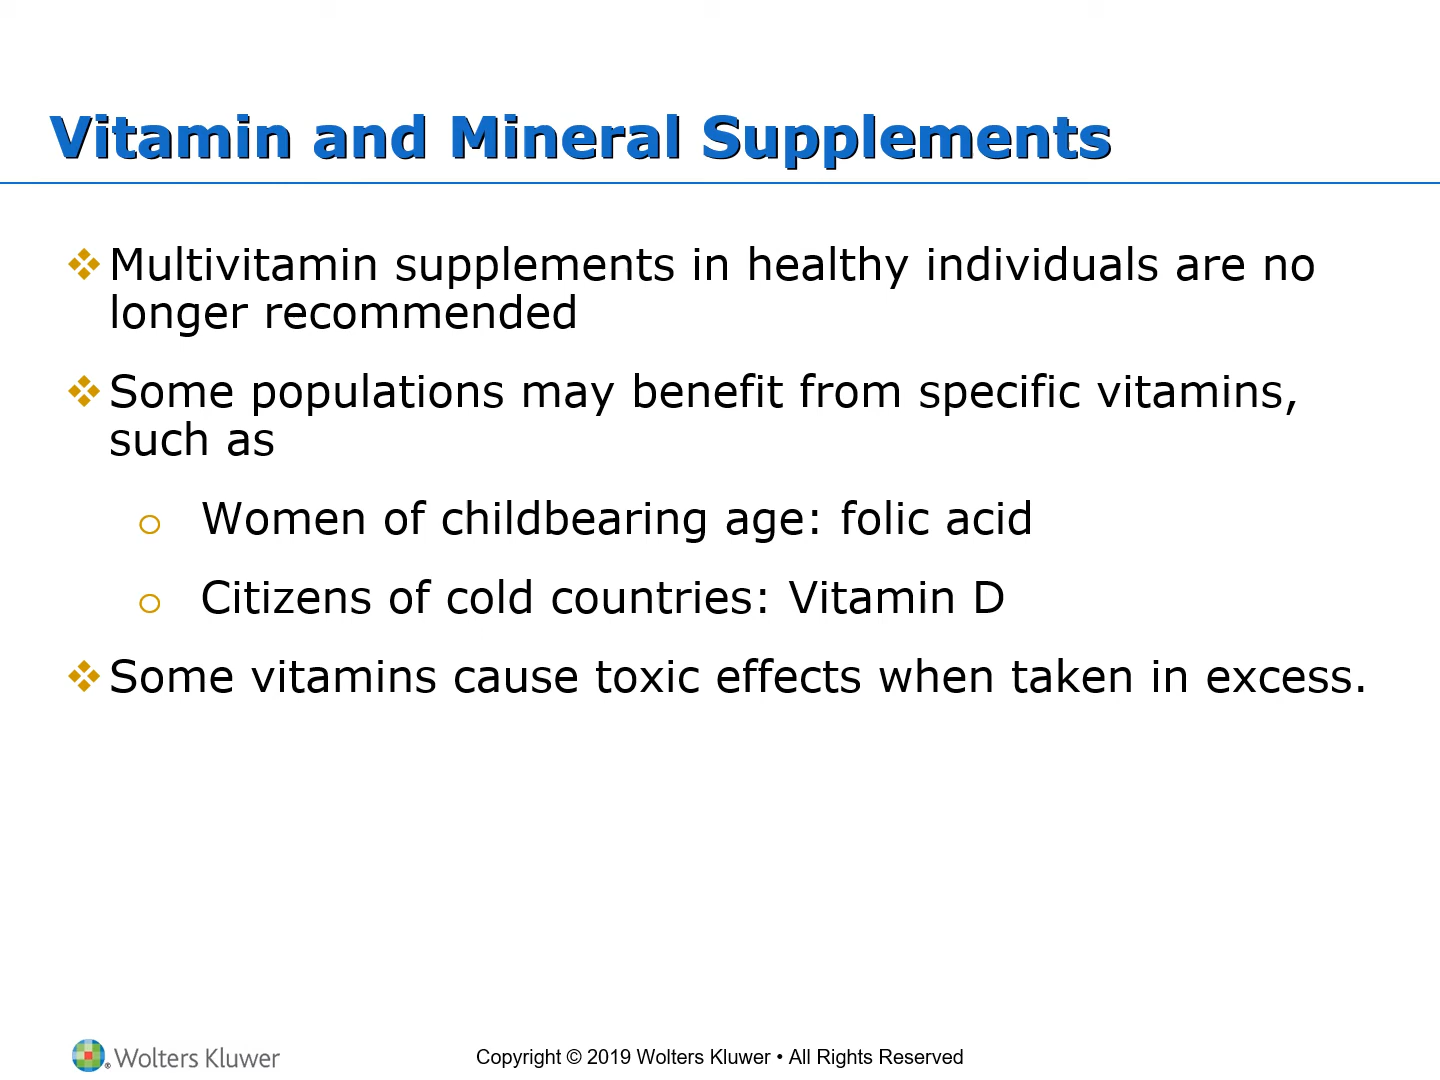 Vitamin and Mineral Supplements
❖Multivitamin supplements in healthy individuals are no
longer recommended
❖Some populations may benefit from specific vitamins,
such as
o Women of childbearing age: folic acid
o Citizens of cold countries: Vitamin D
❖Some vitamins cause toxic effects when taken in excess.
® Wolters Kluwer
Copyright © 2019 Wolters Kluwer • All Rights Reserved